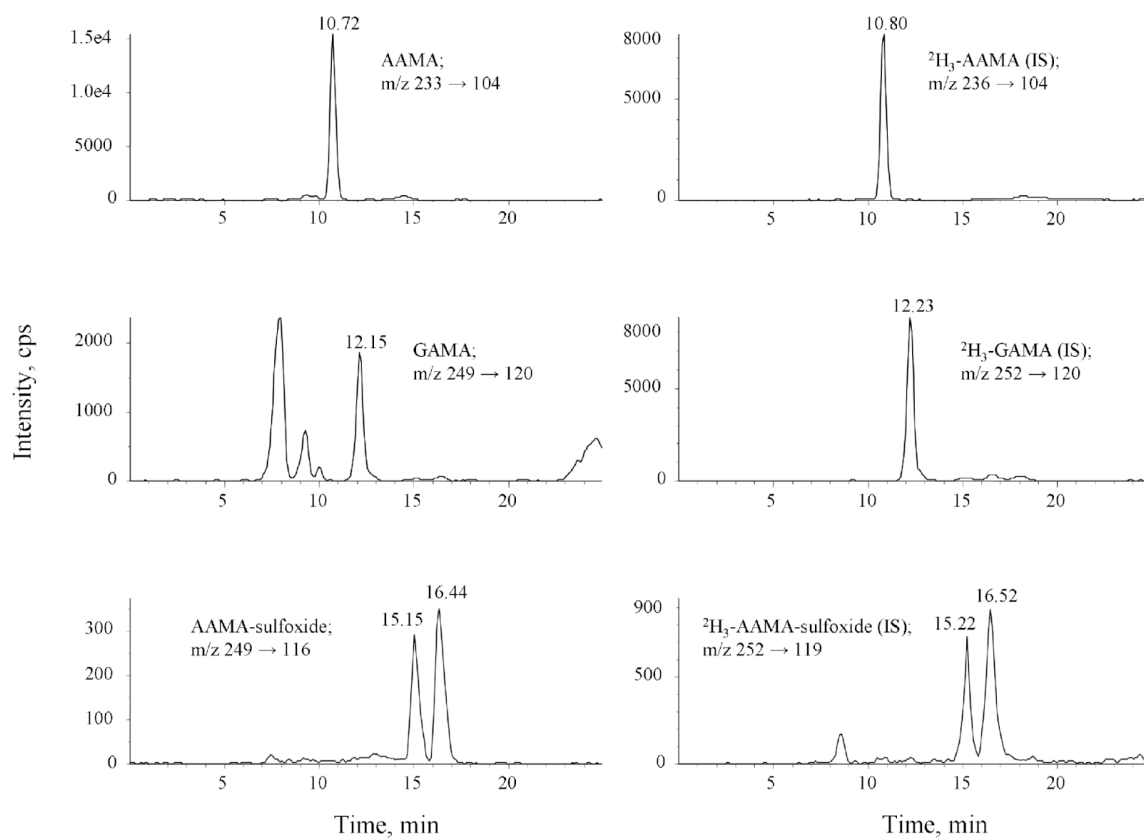 10.72
1.5e4
AAMA;
m/z 233 → 104
1.0e4
5000
0
5 10 15 20
10.80
8000
²H₃-AAMA (IS);
m/z 236 → 104
5000
0
5 10 15 20
Intensity, cps
2000
12.15
GAMA;
m/z 249 → 120
1000
0
5 10 15 20
12.23
8000
²H₃-GAMA (IS);
m/z 252 → 120
5000
0
5 10 15 20
16.44
300
15.15
AAMA-sulfoxide;
m/z 249 → 116
200
100
0
5 10 15 20
Time, min
16.52
900
15.22
²H₃-AAMA-sulfoxide (IS);
m/z 252 → 119
500
0
5 10 15 20
Time, min